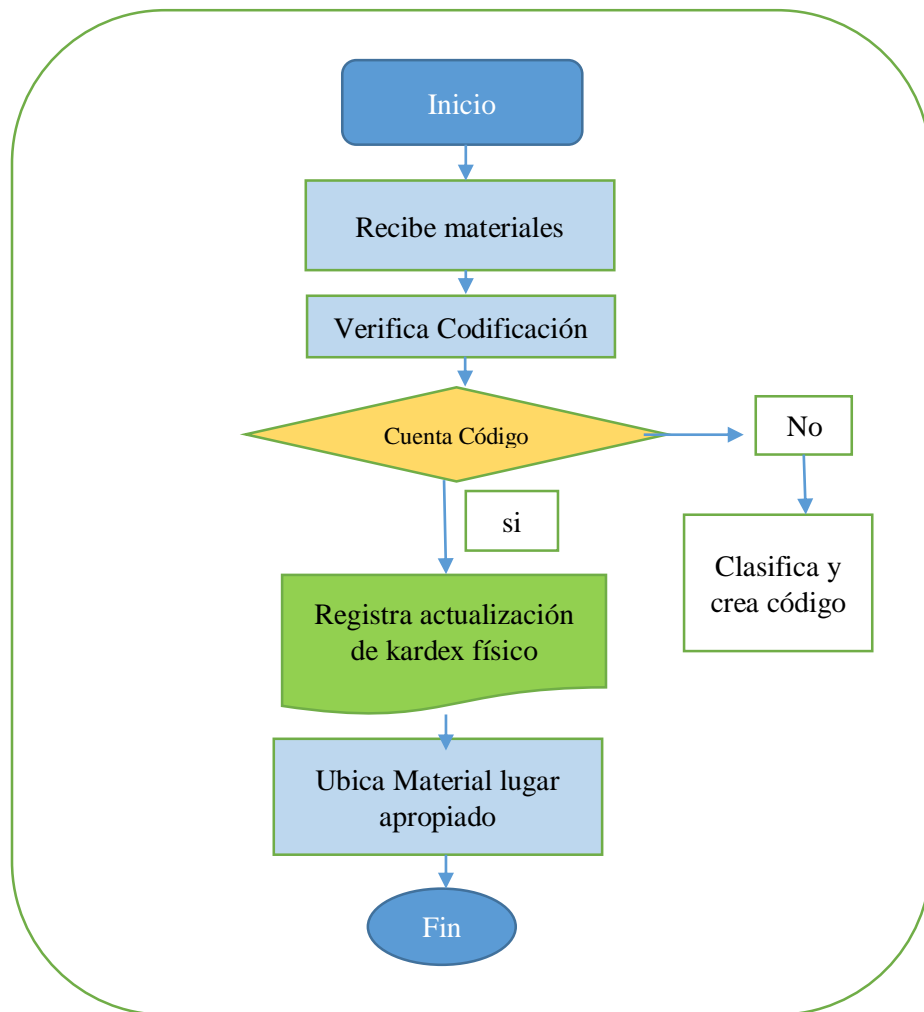 Inicio
Recibe materiales
Verifica Codificación
Cuenta Código
No
si
Clasifica y
crea código
Registra actualización
de kardex físico
Ubica Material lugar
apropiado
Fin